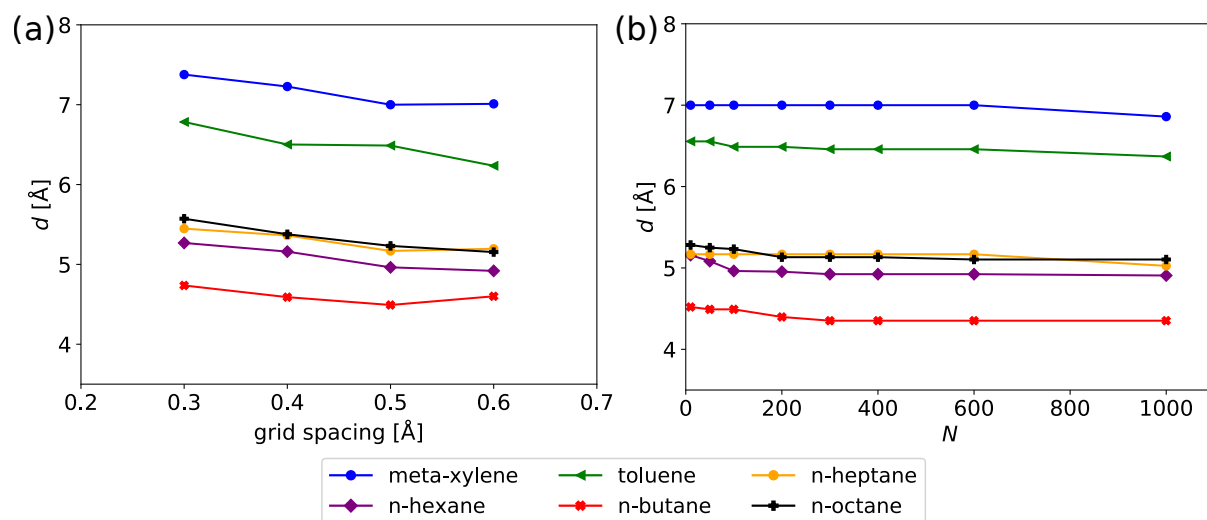 (a)
8
7
6
5
4
d [Å]
0.2 0.3 0.4 0.5 0.6 0.7
grid spacing [Å]
(b)
8
7
6
5
4
d [Å]
0 200 400 600 800 1000
N
meta-xylene toluene n-heptane
n-hexane n-butane n-octane